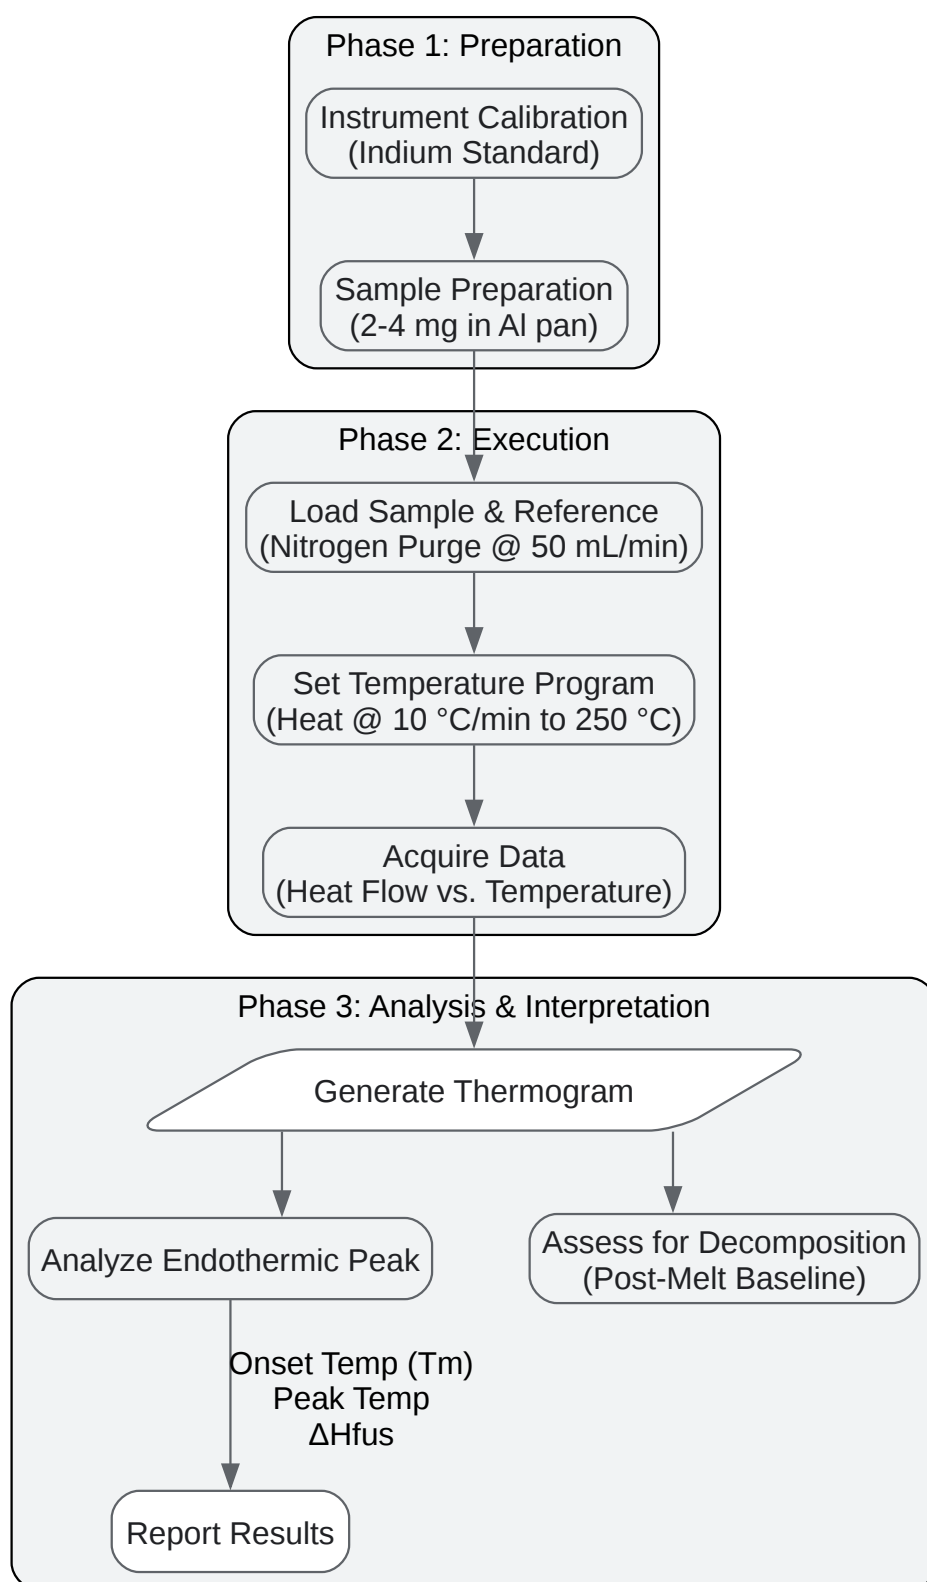 Phase 1: Preparation
Instrument Calibration
(Indium Standard)
Sample Preparation
(2-4 mg in Al pan)
Phase 2: Execution
Load Sample & Reference
(Nitrogen Purge @ 50 mL/min)
Set Temperature Program
(Heat @ 10 °C/min to 250 °C)
Acquire Data
(Heat Flow vs. Temperature)
Phase 3: Analysis & Interpretation
Generate Thermogram
Analyze Endothermic Peak
Assess for Decomposition
(Post-Melt Baseline)
Onset Temp (Tm)
Peak Temp
ΔHfus
Report Results